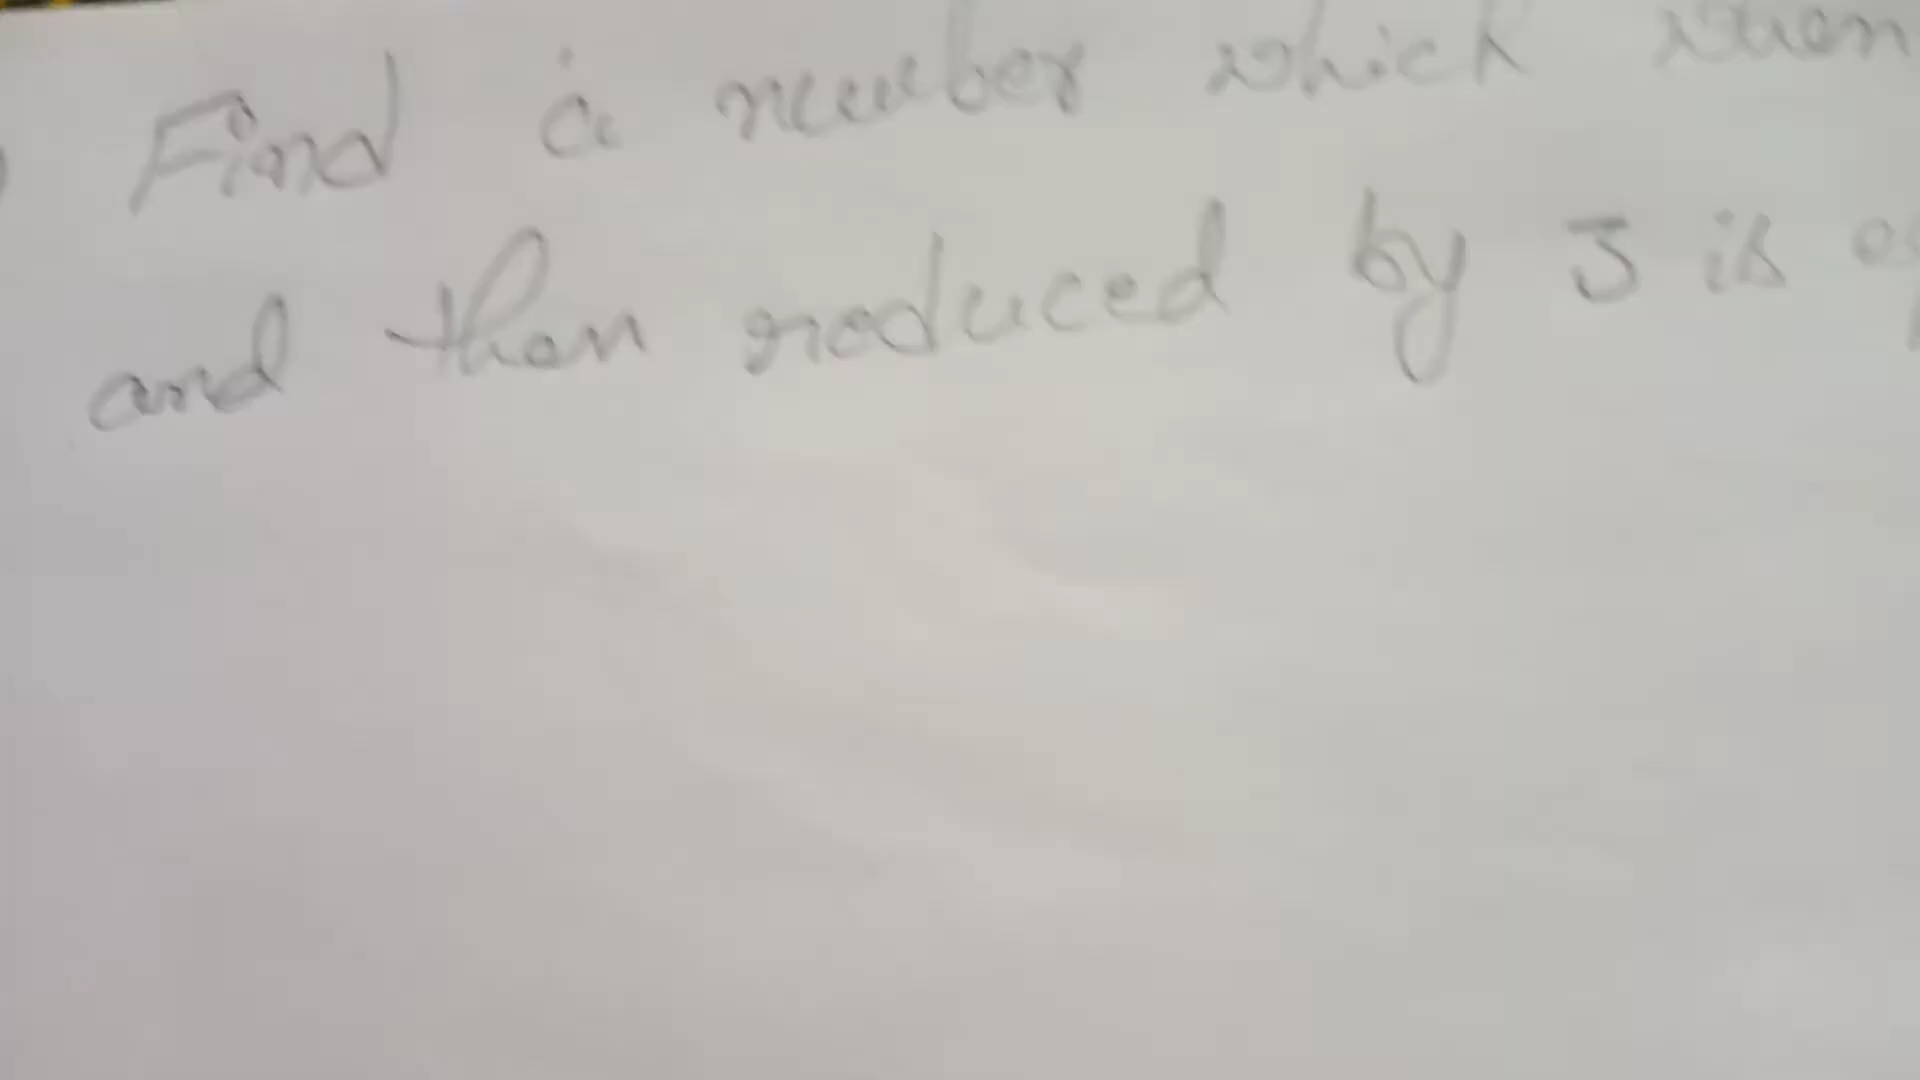 Find a number which when
and then reduced by 5 is